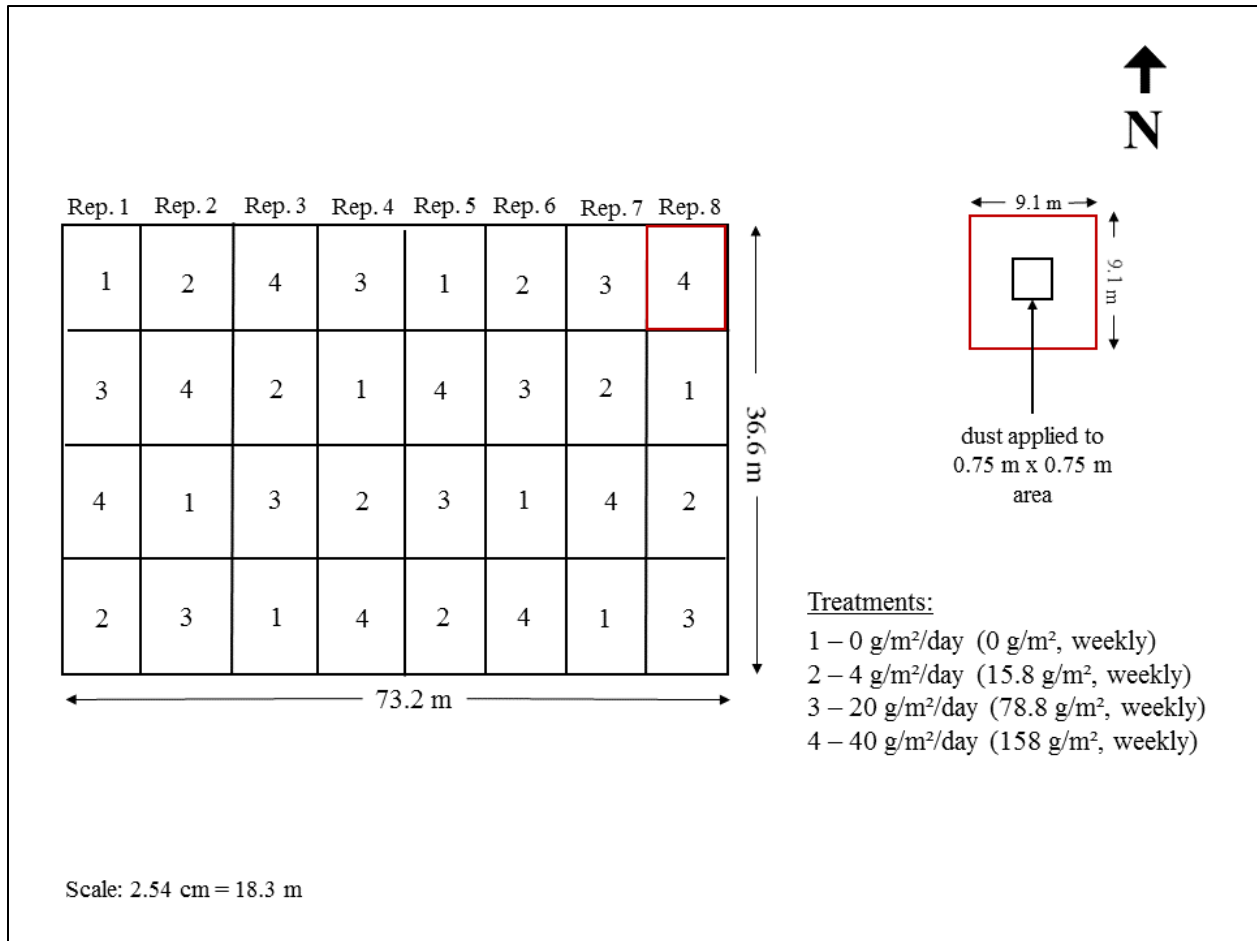 N
Rep. 1 Rep. 2 Rep. 3 Rep. 4 Rep. 5 Rep. 6 Rep. 7 Rep. 8
1 2 4 3 1 2 3 4
3 4 2 1 4 3 2 1
4 1 3 2 3 1 4 2
2 3 1 4 2 4 1 3
36.6 m
73.2 m
9.1 m
9.1 m
dust applied to
0.75 m x 0.75 m
area
Treatments:
1 – 0 g/m²/day (0 g/m², weekly)
2 – 4 g/m²/day (15.8 g/m², weekly)
3 – 20 g/m²/day (78.8 g/m², weekly)
4 – 40 g/m²/day (158 g/m², weekly)
Scale: 2.54 cm = 18.3 m